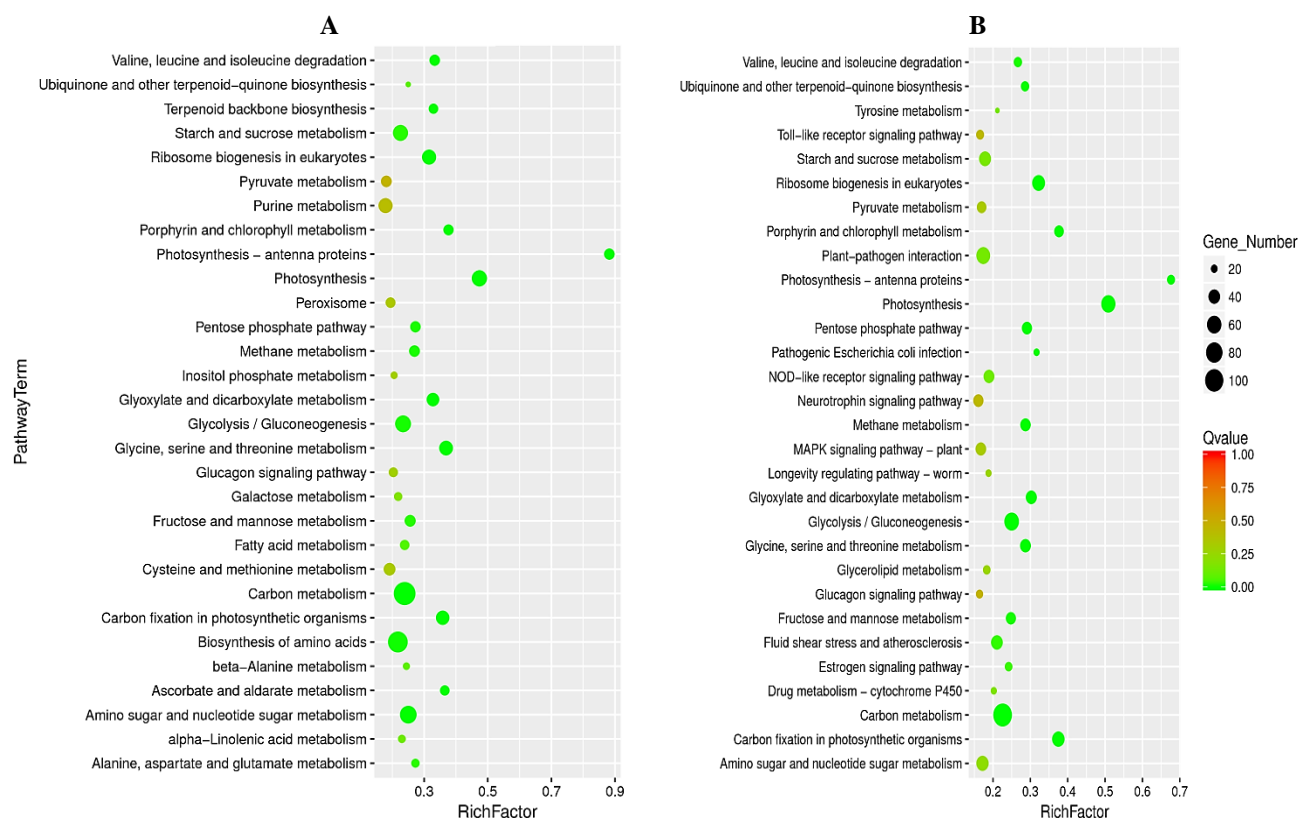 A
Valine, leucine and isoleucine degradation
Ubiquinone and other terpenoid−quinone biosynthesis
Terpenoid backbone biosynthesis
Starch and sucrose metabolism
Ribosome biogenesis in eukaryotes
Pyruvate metabolism
Purine metabolism
Porphyrin and chlorophyll metabolism
Photosynthesis − antenna proteins
Photosynthesis
Peroxisome
Pentose phosphate pathway
Methane metabolism
Inositol phosphate metabolism
Glyoxylate and dicarboxylate metabolism
Glycolysis / Gluconeogenesis
Glycine, serine and threonine metabolism
Glucagon signaling pathway
Galactose metabolism
Fructose and mannose metabolism
Fatty acid metabolism
Cysteine and methionine metabolism
Carbon metabolism
Carbon fixation in photosynthetic organisms
Biosynthesis of amino acids
beta−Alanine metabolism
Ascorbate and aldarate metabolism
Amino sugar and nucleotide sugar metabolism
alpha−Linolenic acid metabolism
Alanine, aspartate and glutamate metabolism
PathwayTerm
0.3 0.5 0.7 0.9
RichFactor
B
Valine, leucine and isoleucine degradation
Ubiquinone and other terpenoid−quinone biosynthesis
Tyrosine metabolism
Toll−like receptor signaling pathway
Starch and sucrose metabolism
Ribosome biogenesis in eukaryotes
Pyruvate metabolism
Porphyrin and chlorophyll metabolism
Plant−pathogen interaction
Photosynthesis − antenna proteins
Photosynthesis
Pentose phosphate pathway
Pathogenic Escherichia coli infection
NOD−like receptor signaling pathway
Neurotrophin signaling pathway
Methane metabolism
MAPK signaling pathway − plant
Longevity regulating pathway − worm
Glyoxylate and dicarboxylate metabolism
Glycolysis / Gluconeogenesis
Glycine, serine and threonine metabolism
Glycerolipid metabolism
Glucagon signaling pathway
Fructose and mannose metabolism
Fluid shear stress and atherosclerosis
Estrogen signaling pathway
Drug metabolism − cytochrome P450
Carbon metabolism
Carbon fixation in photosynthetic organisms
Amino sugar and nucleotide sugar metabolism
0.2 0.3 0.4 0.5 0.6 0.7
RichFactor
Gene_Number
20
40
60
80
100
Qvalue
1.00
0.75
0.50
0.25
0.00